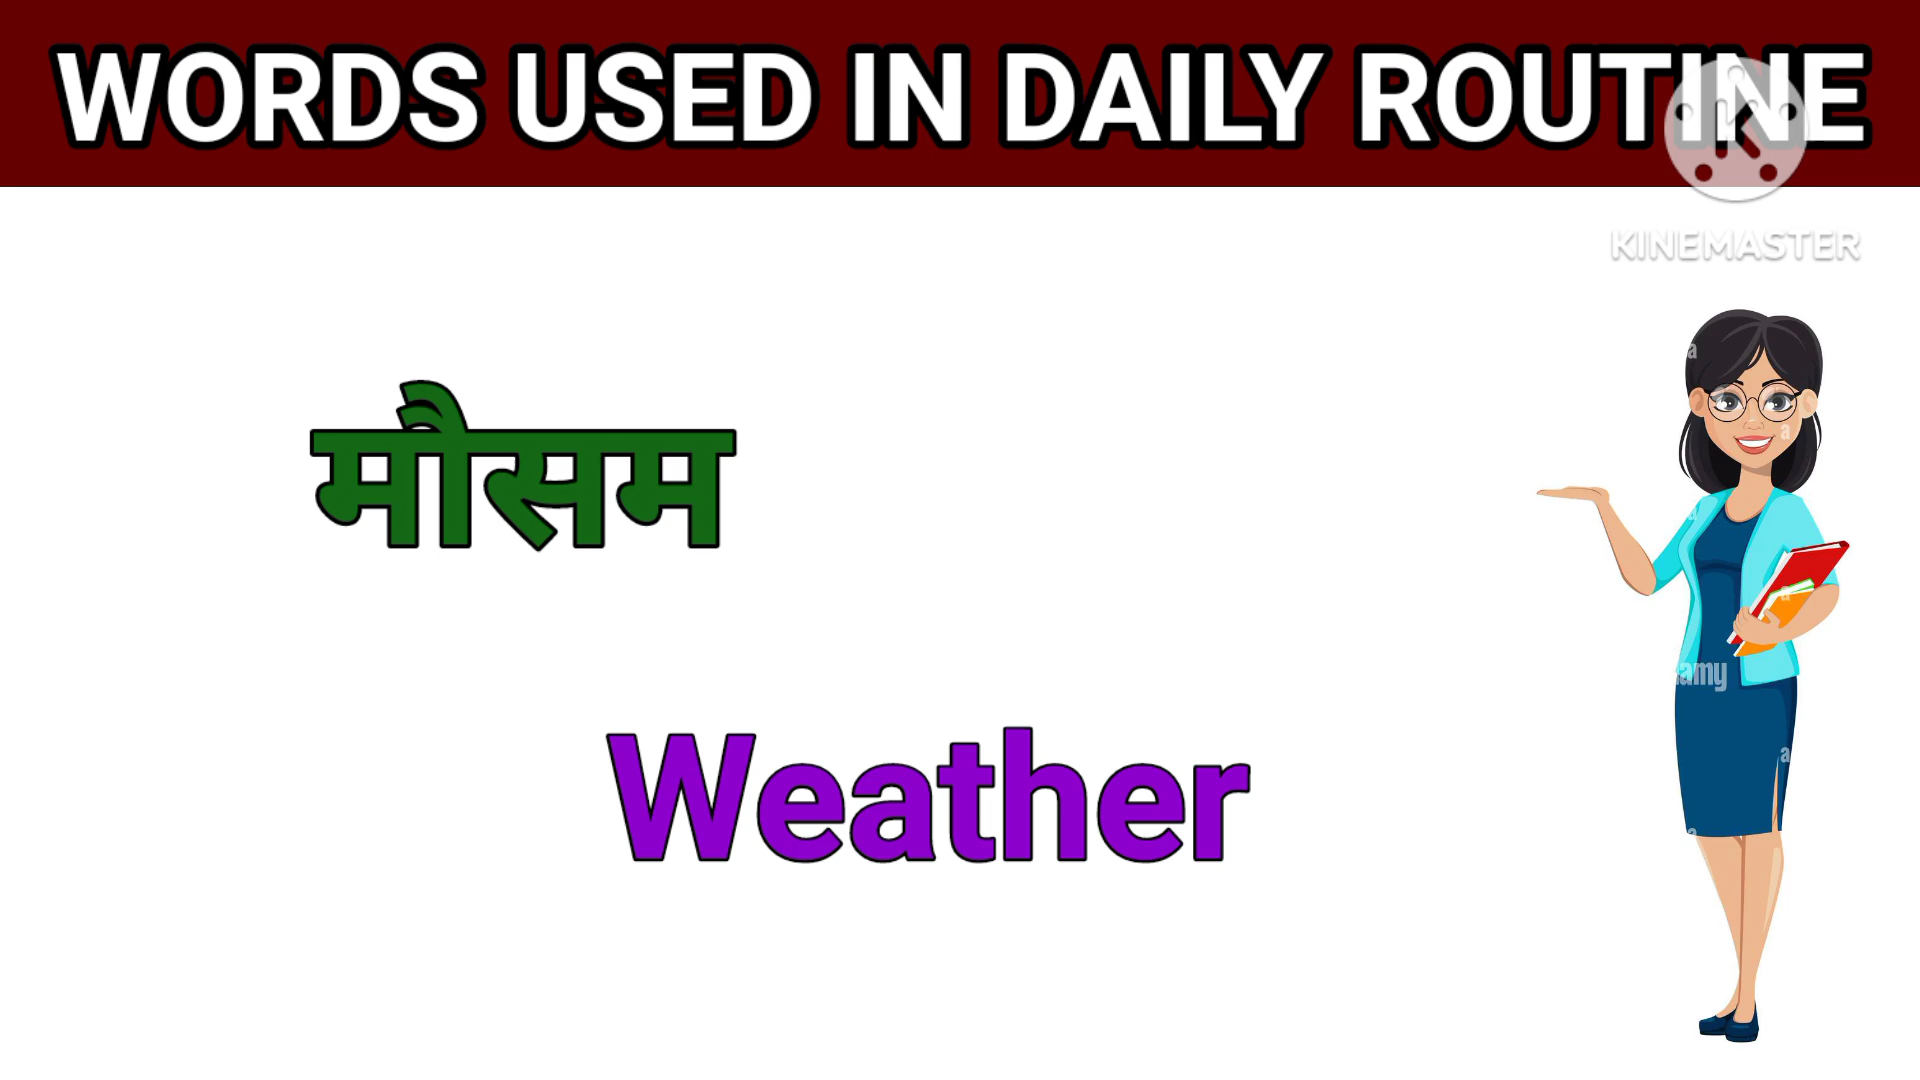 WORDS USED IN DAILY ROUTINE
KINEMASTER
मौसम
Weather